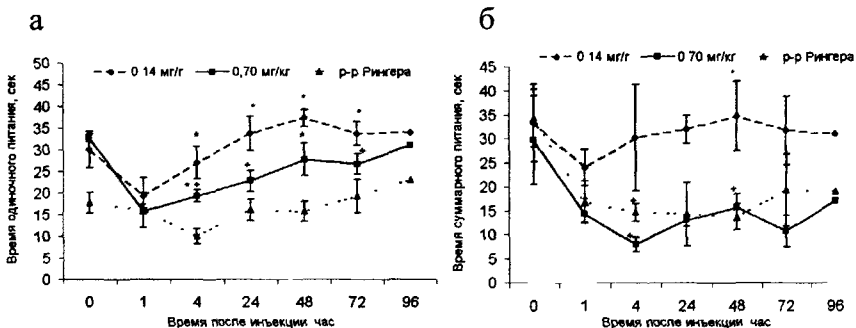 а
0 14 мг/г 0,70 мг/кг р-р Рингера
Время одиночного питания, сек
50
45
40
35
30
25
20
15
10
5
0
0 1 4 24 48 72 96
Время после инъекции час
б
0 14 мг/г 0 70 мг/кг р-р Рингера
Время суммарного питания, сек
45
40
35
30
25
20
15
10
5
0
0 1 4 24 48 72 96
Время после инъекции, час